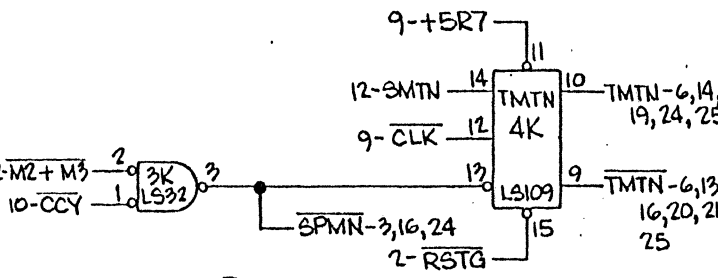 9-+5R7
11
12-SMTN 14 TMTN 10 TMTN-6,14,
19,24,25
9-CLK 12 4K
2-M2+M3 2 3K 3 13 9 TMTN-6,13
10-CCY 1 LS32 LS109 16,20,21
25
SPMN-3,16,24 15
2-RSTG